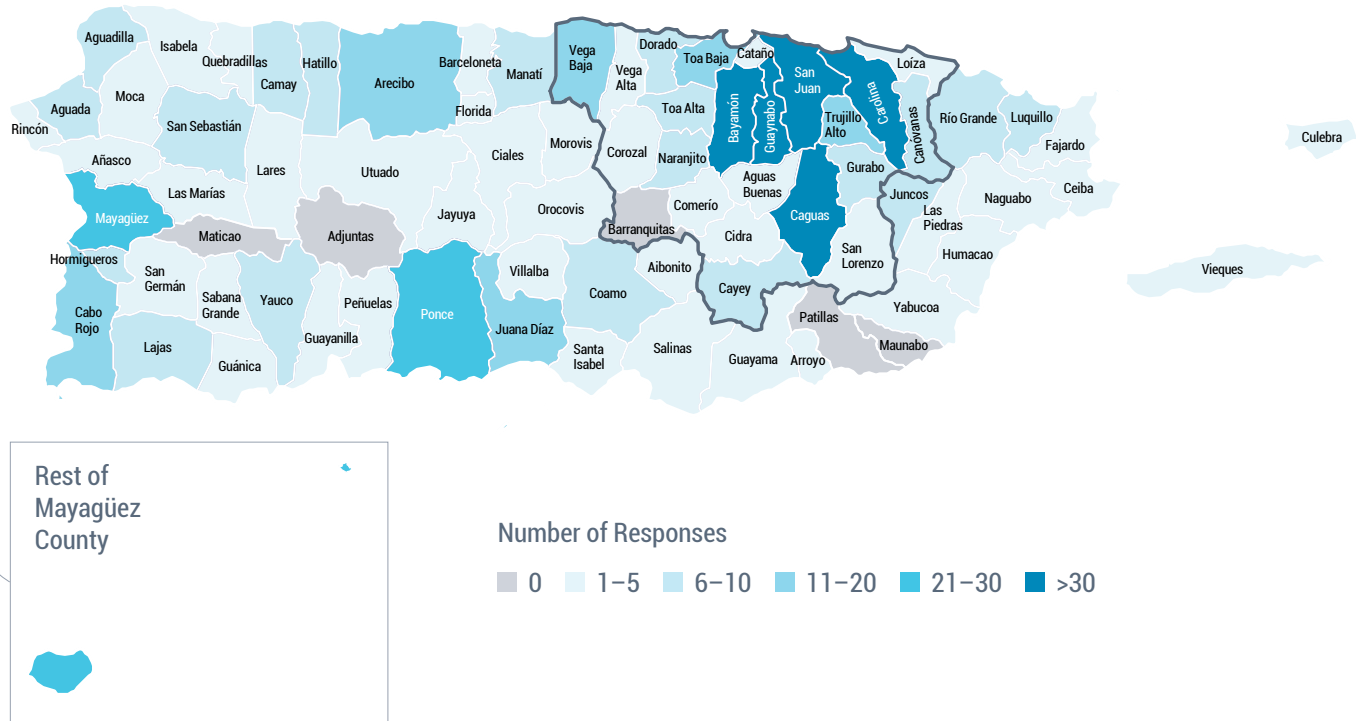 Aguadilla
Isabela
Quebradillas
Camay
Hatillo
Arecibo
Barceloneta
Manatí
Florida
Vega
Baja
Vega
Alta
Dorado
Toa Baja
Cataño
San
Juan
Carolina
Loíza
Moca
Aguada
Rincón
San Sebastián
Toa Alta
Bayamón
Guaynabo
Trujillo
Alto
Canóvanas
Río Grande
Luquillo
Fajardo
Culebra
Añasco
Las Marías
Lares
Utuado
Ciales
Morovis
Corozal
Naranjito
Aguas
Buenas
Gurabo
Juncos
Las
Piedras
Naguabo
Ceiba
Mayagüez
Maticao
Adjuntas
Jayuya
Orocovis
Barranquitas
Comerío
Cidra
Caguas
San
Lorenzo
Humacao
Vieques
Hormigueros
San
Germán
Sabana
Grande
Yauco
Guayanilla
Peñuelas
Ponce
Villalba
Juana Díaz
Coamo
Aibonito
Cayey
Patillas
Yabucoa
Maunabo
Cabo
Rojo
Lajas
Guánica
Santa
Isabel
Salinas
Guayama
Arroyo
Rest of
Mayagüez
County
Number of Responses
0 1–5 6–10 11–20 21–30 >30